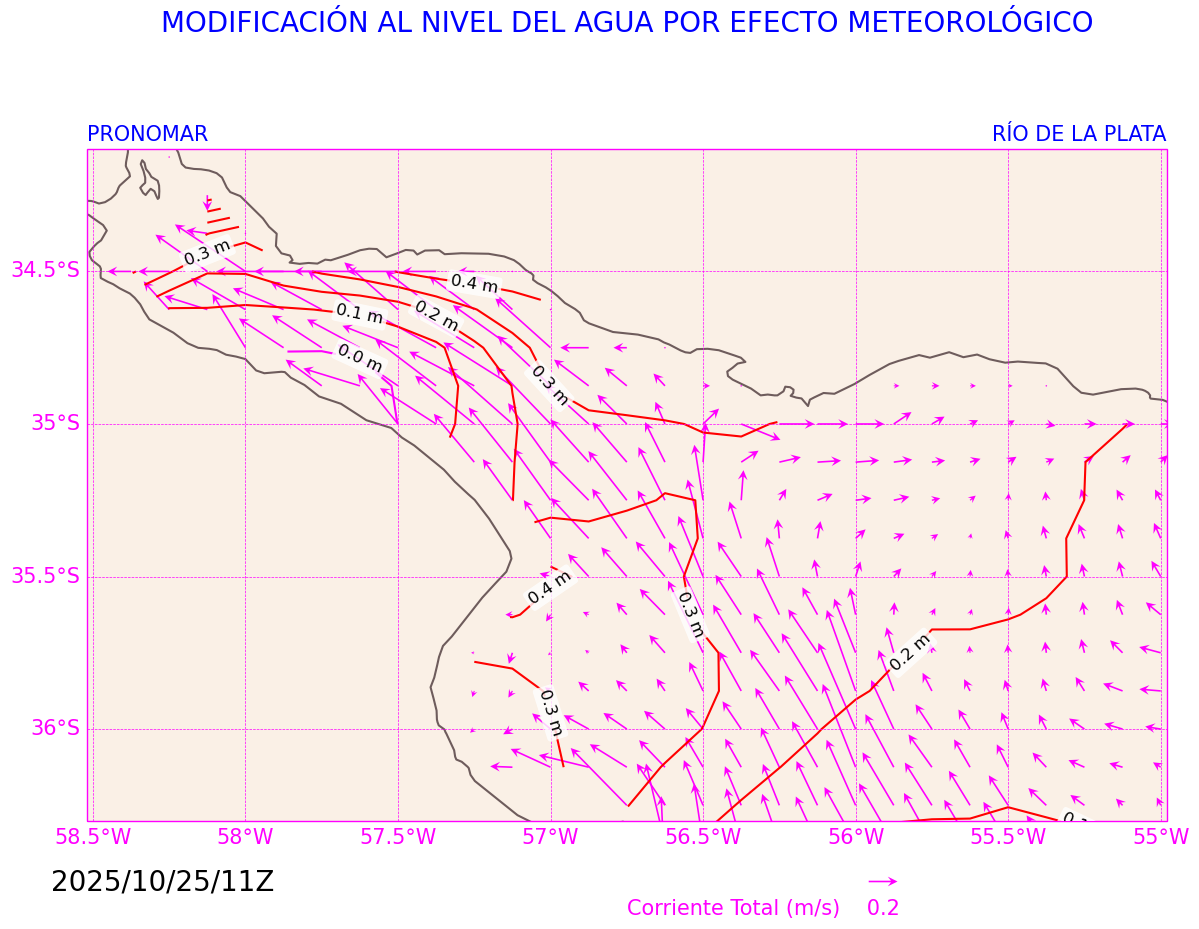 MODIFICACIÓN AL NIVEL DEL AGUA POR EFECTO METEOROLÓGICO
PRONOMAR
RÍO DE LA PLATA
0.3 m
34.5°S
0.4 m
0.1 m
0.2 m
0.0 m
0.3 m
35°S
35.5°S
0.4 m
0.3 m
0.2 m
0.3 m
36°S
58.5°W
58°W
57.5°W
57°W
56.5°W
56°W
55.5°W
55°W
2025/10/25/11Z
Corriente Total (m/s)
0.2